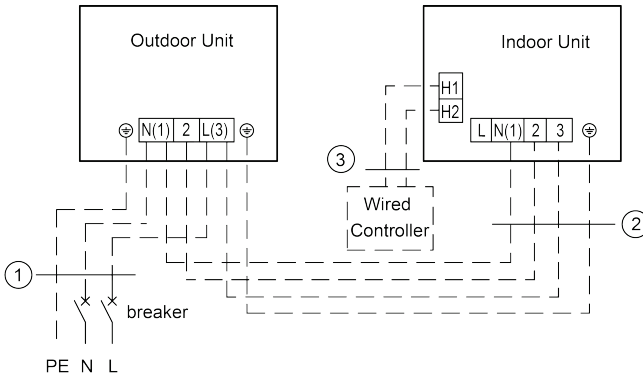 Outdoor Unit
Indoor Unit
H1
H2
N(1) 2 L(3)
L N(1) 2 3
3
Wired
Controller
2
1
breaker
PE N L